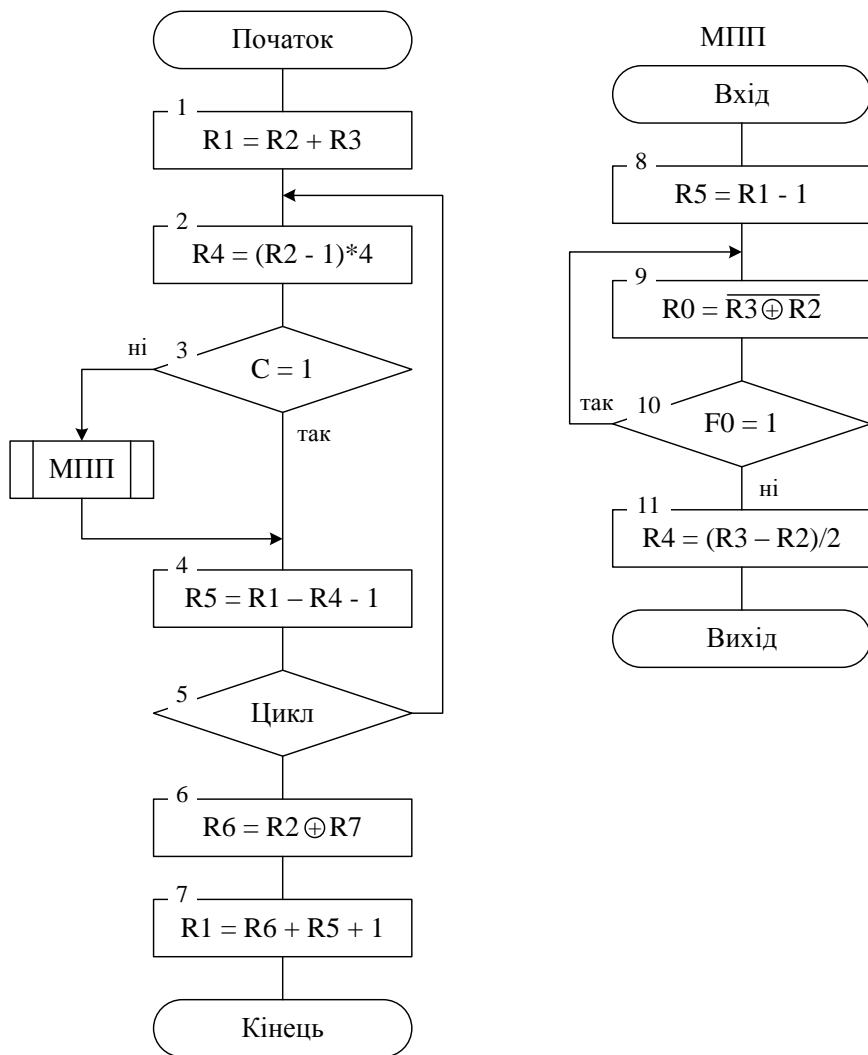 Початок
1
R1 = R2 + R3
2
R4 = (R2 - 1)*4
3
C = 1
ні
так
МПП
4
R5 = R1 – R4 - 1
5
Цикл
6
R6 = R2 ⊕ R7
7
R1 = R6 + R5 + 1
Кінець
МПП
Вхід
8
R5 = R1 - 1
9
R0 = \overline{R3 ⊕ R2}
10
F0 = 1
так
ні
11
R4 = (R3 – R2)/2
Вихід